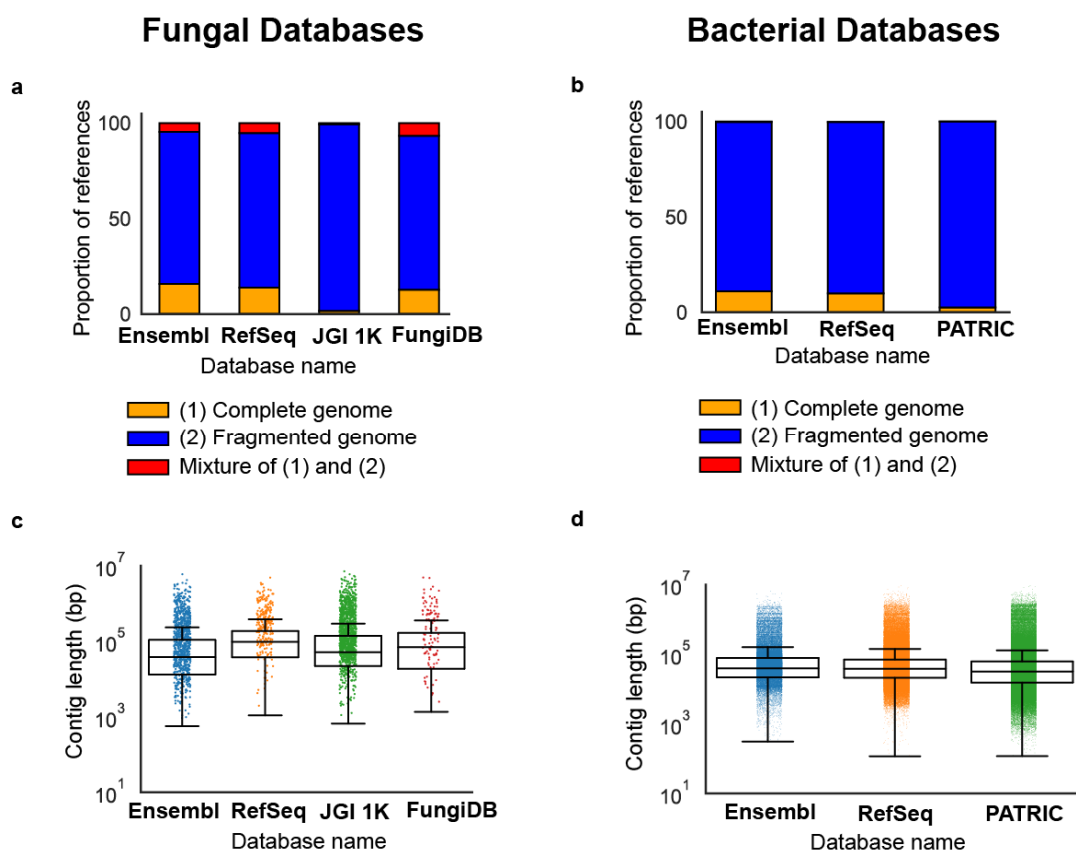 Fungal Databases
Bacterial Databases
a
Proportion of references
100
50
0
Ensembl RefSeq JGI 1K FungiDB
Database name
(1) Complete genome
(2) Fragmented genome
Mixture of (1) and (2)
b
Proportion of references
100
50
0
Ensembl RefSeq PATRIC
Database name
(1) Complete genome
(2) Fragmented genome
Mixture of (1) and (2)
c
Contig length (bp)
10^7
10^5
10^3
10^1
Ensembl RefSeq JGI 1K FungiDB
Database name
d
Contig length (bp)
10^7
10^5
10^3
10^1
Ensembl RefSeq PATRIC
Database name